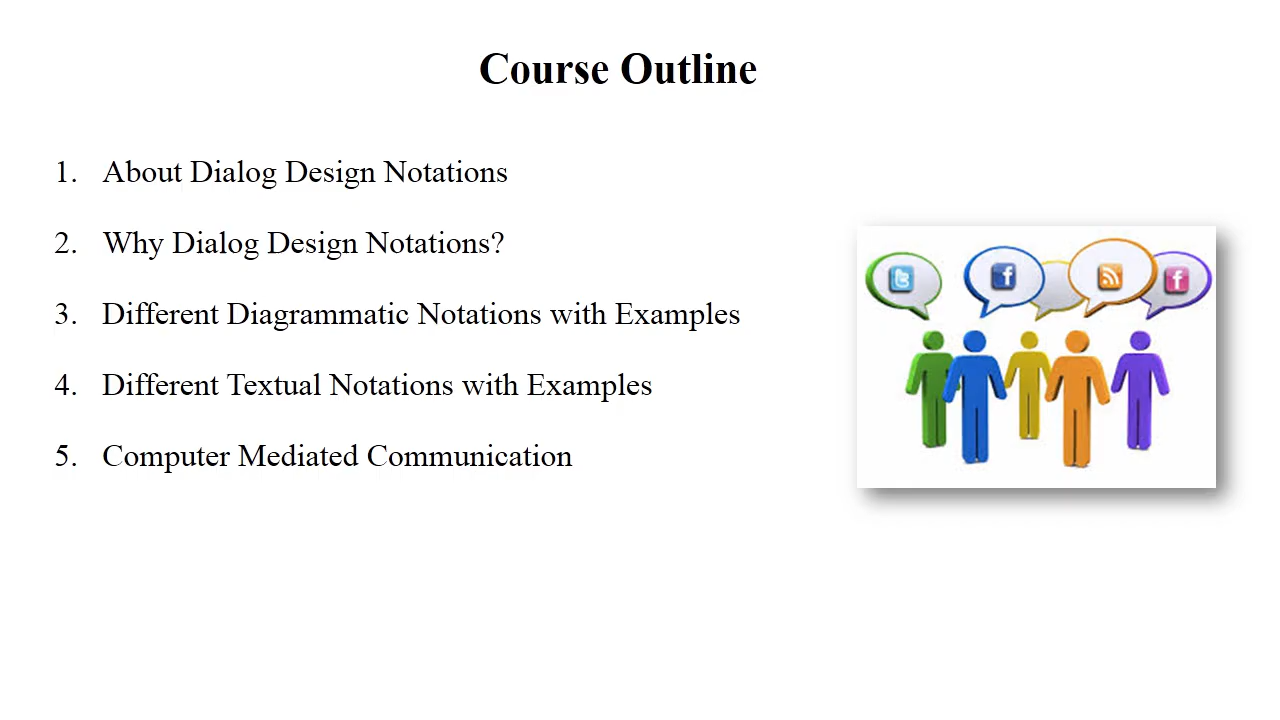 Course Outline
1. About Dialog Design Notations
2. Why Dialog Design Notations?
3. Different Diagrammatic Notations with Examples
4. Different Textual Notations with Examples
5. Computer Mediated Communication